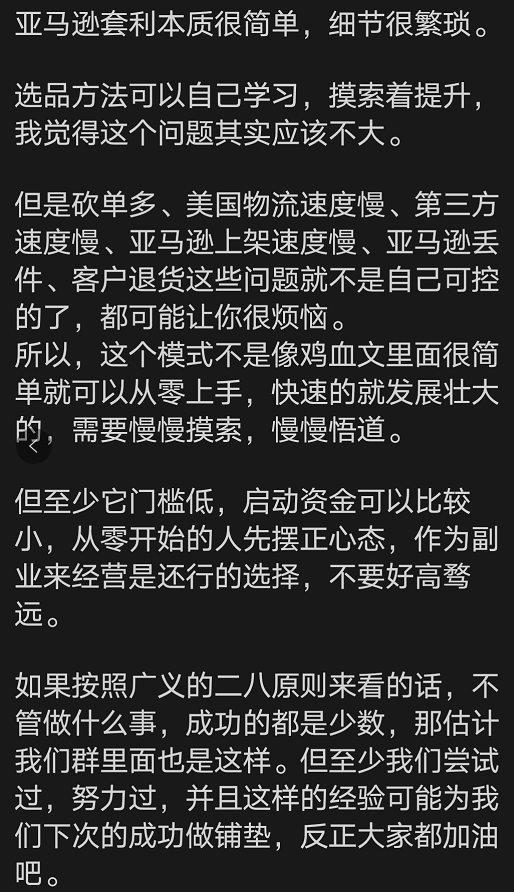 亚马逊套利本质很简单，细节很繁琐。
选品方法可以自己学习，摸索着提升，
我觉得这个问题其实应该不大。
但是砍单多、美国物流速度慢、第三方
速度慢、亚马逊上架速度慢、亚马逊丢
件、客户退货这些问题就不是自己可控
的了，都可能让你很烦恼。
所以，这个模式不是像鸡血文里面很简
单就可以从零上手，快速的就发展壮大
的，需要慢慢摸索，慢慢悟道。
但至少它门槛低，启动资金可以比较
小，从零开始的人先摆正心态，作为副
业来经营是还行的选择，不要好高骛
远。
如果按照广义的二八原则来看的话，不
管做什么事，成功的都是少数，那估计
我们群里面也是这样。但至少我们尝试
过，努力过，并且这样的经验可能为我
们下次的成功做铺垫，反正大家都加油
吧。